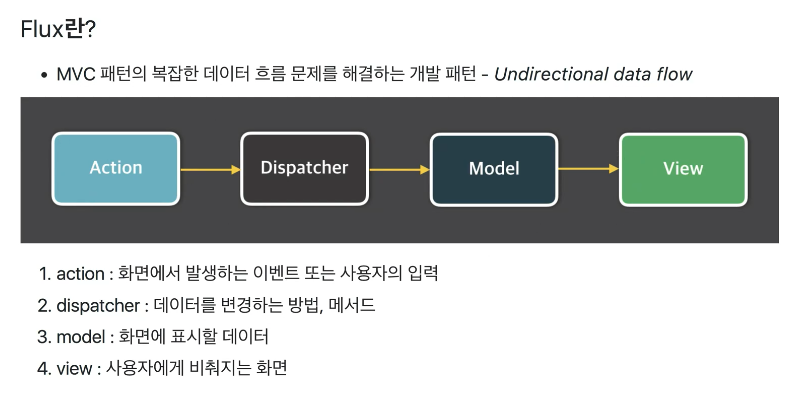 Flux란?
• MVC 패턴의 복잡한 데이터 흐름 문제를 해결하는 개발 패턴 - Undirectional data flow
Action
Dispatcher
Model
View
1. action : 화면에서 발생하는 이벤트 또는 사용자의 입력
2. dispatcher : 데이터를 변경하는 방법, 메서드
3. model : 화면에 표시할 데이터
4. view : 사용자에게 비춰지는 화면